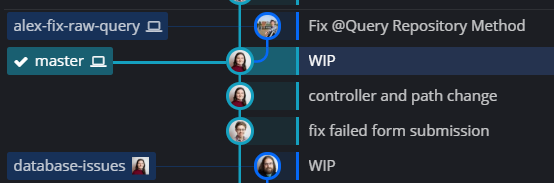 alex-fix-raw-query
Fix @Query Repository Method
master
WIP
controller and path change
fix failed form submission
database-issues
WIP